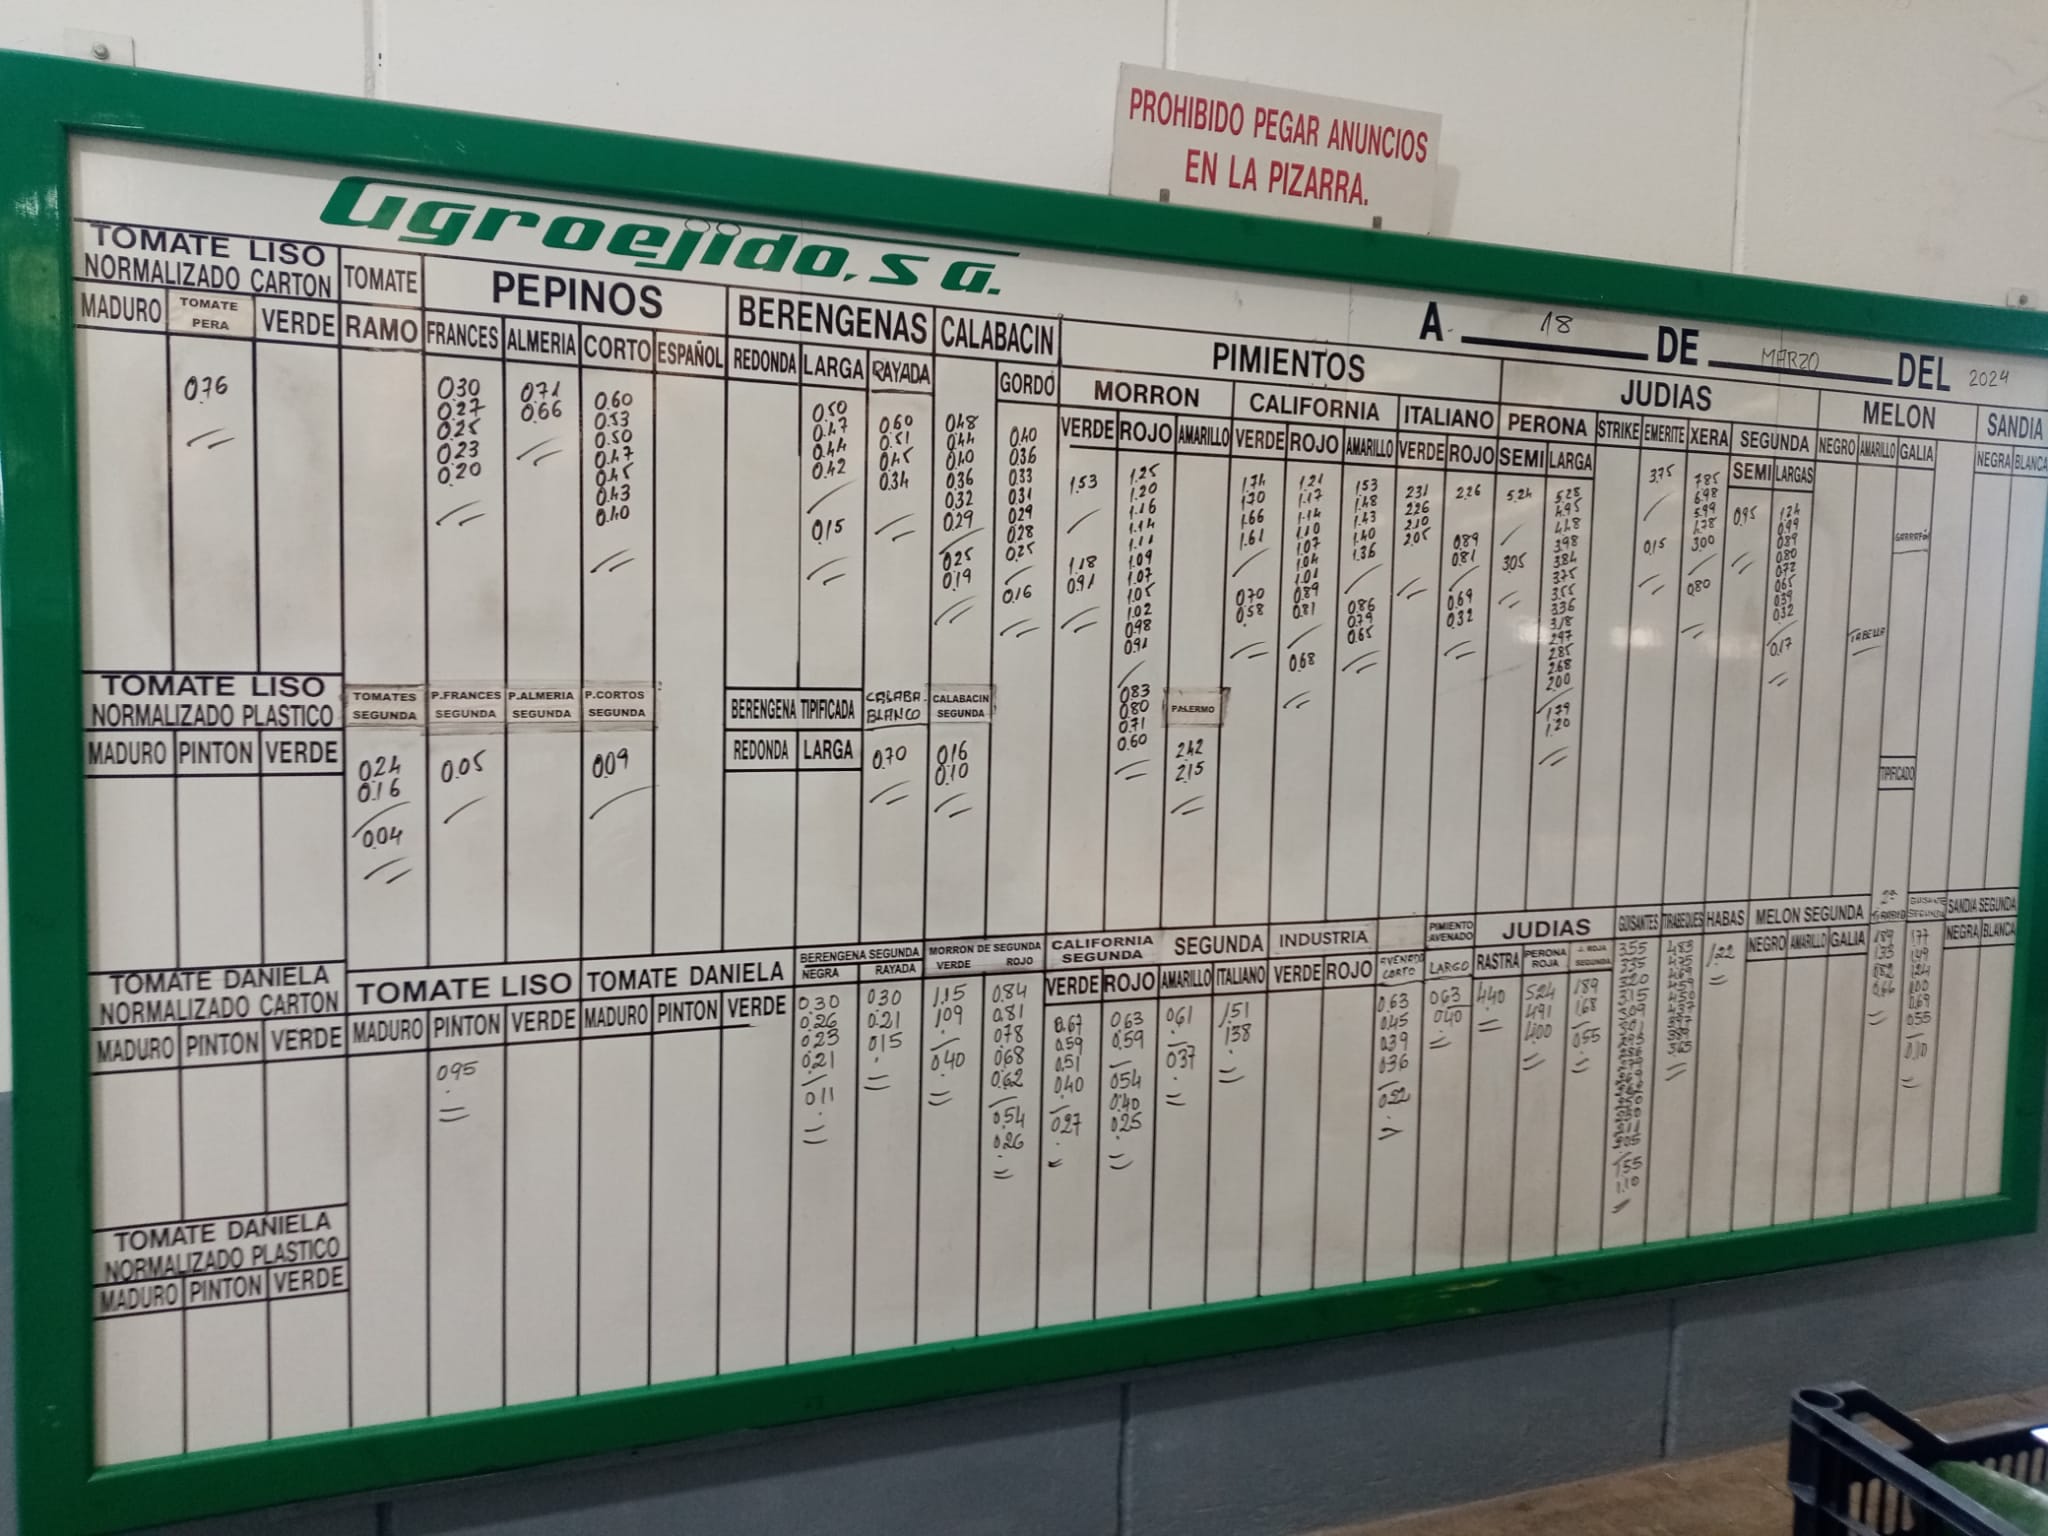 PROHIBIDO PEGAR ANUNCIOS
EN LA PIZARRA.
agroejido, s a.
A 18 DE MARZO DEL 2024
TOMATE LISO
NORMALIZADO CARTON
MADURO TOMATE PERA VERDE
0.76
TOMATE
RAMO
PEPINOS
FRANCES ALMERIA CORTO ESPAÑOL
0.30 0.71 0.60
0.27 0.66 0.53
0.25 0.50
0.23 0.47
0.20 0.45
0.43
0.40
BERENGENAS
REDONDA LARGA RAYADA
0.50 0.60
0.47 0.51
0.44 0.45
0.42 0.34
0.15
CALABACIN
GORDO
0.48 0.40
0.44 0.36
0.40 0.33
0.36 0.31
0.32 0.29
0.29 0.28
0.25 0.25
0.19 0.16
PIMIENTOS
MORRON
VERDE ROJO AMARILLO
1.53 1.25
1.20
1.16
1.14
1.11
1.18 1.09
0.91 1.07
1.05
1.02
0.98
0.91
0.83
0.80
0.71
0.60
PALERMO
2.42
2.15
CALIFORNIA
VERDE ROJO AMARILLO
1.74 1.21 1.53
1.70 1.17 1.48
1.66 1.14 1.43
1.61 1.10 1.40
1.07 1.36
1.04
1.01
0.70 0.89 0.86
0.58 0.81 0.79
0.65
0.68
ITALIANO
VERDE ROJO
2.31 2.26
2.26
2.10
2.05 0.89
0.81
0.69
0.32
JUDIAS
PERONA
SEMI LARGA
5.24 5.28
4.95
4.48
3.98
3.05 3.84
3.75
3.55
3.36
3.18
2.97
2.85
2.68
2.00
1.79
1.20
STRIKE EMERITE XERA
3.75 7.85
6.98
5.99
4.78
0.15 3.00
0.80
SEGUNDA
SEMI LARGAS
0.95 1.24
0.99
0.89
0.80
0.72
0.65
0.39
0.32
0.17
MELON
NEGRO AMARILLO GALIA
TIPIFICADO
SANDIA
NEGRA BLANCA
TOMATE LISO
NORMALIZADO PLASTICO
MADURO PINTON VERDE
TOMATES SEGUNDA
0.24
0.16
0.04
P.FRANCES SEGUNDA
0.05
P.ALMERIA SEGUNDA
P.CORTOS SEGUNDA
0.09
BERENGENA TIPIFICADA
REDONDA LARGA
CALABA. BLANCO
0.70
CALABACIN SEGUNDA
0.16
0.10
TOMATE DANIELA
NORMALIZADO CARTON
MADURO PINTON VERDE
TOMATE LISO
MADURO PINTON VERDE
0.95
TOMATE DANIELA
MADURO PINTON VERDE
BERENGENA SEGUNDA
NEGRA RAYADA
0.30 0.30
0.26 0.21
0.23 0.15
0.21
0.11
MORRON DE SEGUNDA
VERDE ROJO
1.15 0.84
1.09 0.81
0.78
0.40 0.68
0.62
0.54
0.26
CALIFORNIA SEGUNDA
VERDE ROJO
0.67 0.63
0.59 0.59
0.51
0.40 0.54
0.40
0.27 0.25
SEGUNDA
AMARILLO ITALIANO
0.61 1.51
1.38
0.37
INDUSTRIA
VERDE ROJO
AVENADO CORTO
0.63
0.45
0.39
0.36
0.22
PIMIENTO AVENADO
LARGO
0.63
0.40
JUDIAS
RASTRA PERONA ROJA J. ROJA SEGUNDA
4.40 5.24 1.89
4.91 1.68
4.00 0.55
GUISANTES
3.55
3.35
3.20
3.15
3.09
1.55
1.10
TIRABEQUES
4.83
4.75
HABAS
1.22
MELON SEGUNDA
NEGRO AMARILLO GALIA
1.89
1.35
0.82
0.66
GUISANTE SEGUNDA
1.77
1.49
1.24
1.00
0.69
0.55
0.10
SANDIA SEGUNDA
NEGRA BLANCA
TOMATE DANIELA
NORMALIZADO PLASTICO
MADURO PINTON VERDE